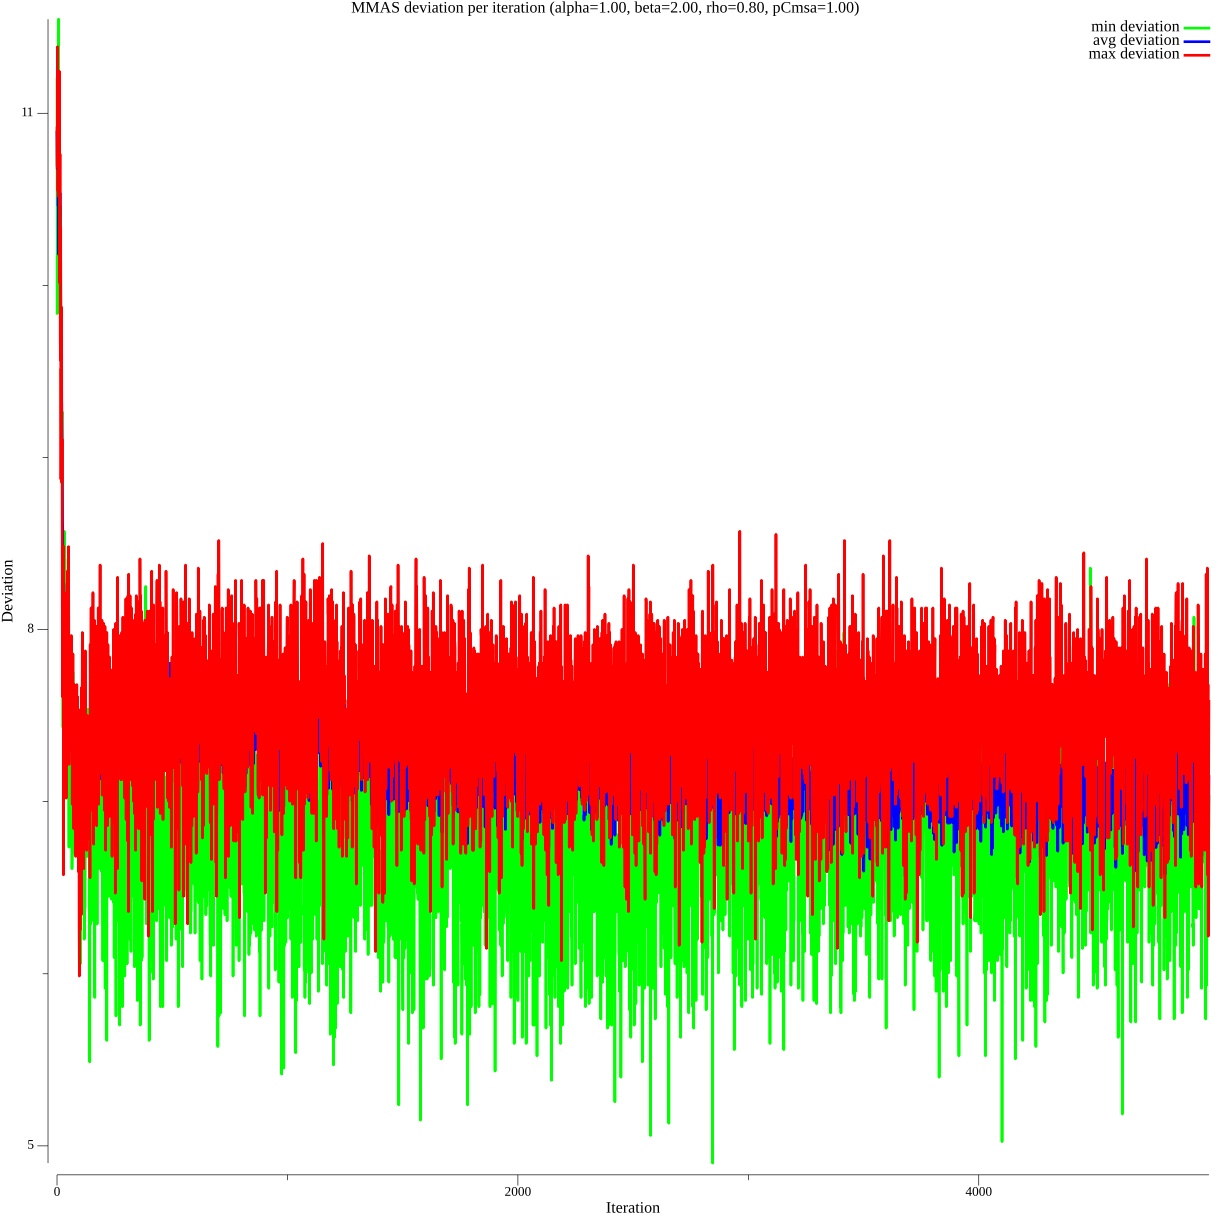 MMAS deviation per iteration (alpha=1.00, beta=2.00, rho=0.80, pCmsa=1.00)
min deviation
avg deviation
max deviation
11
8
5
Deviation
0
2000
4000
Iteration